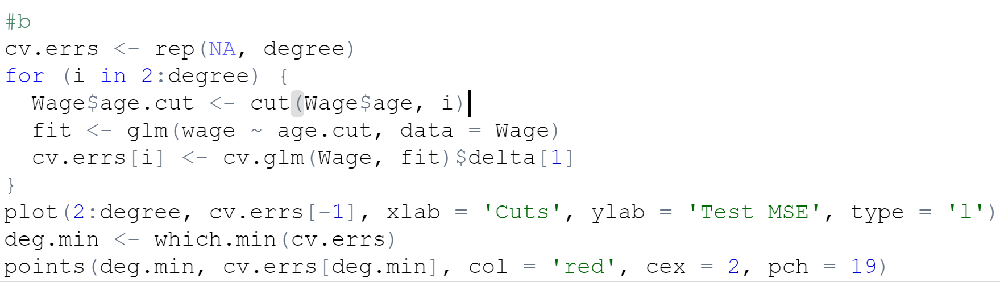 #b
cv.errs <- rep(NA, degree)
for (i in 2:degree) {
  Wage$age.cut <- cut(Wage$age, i)
  fit <- glm(wage ~ age.cut, data = Wage)
  cv.errs[i] <- cv.glm(Wage, fit)$delta[1]
}
plot(2:degree, cv.errs[-1], xlab = 'Cuts', ylab = 'Test MSE', type = 'l')
deg.min <- which.min(cv.errs)
points(deg.min, cv.errs[deg.min], col = 'red', cex = 2, pch = 19)